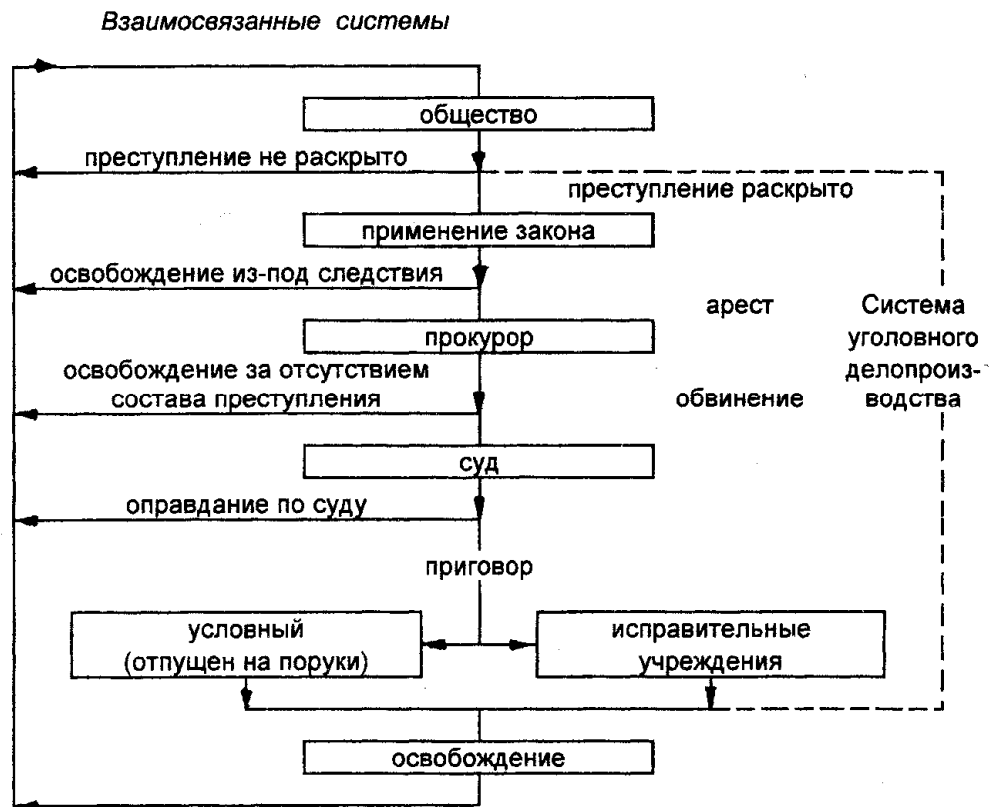 Взаимосвязанные системы
общество
преступление не раскрыто
преступление раскрыто
применение закона
освобождение из-под следствия
арест
Система
уголовного
делопроиз-
водства
прокурор
освобождение за отсутствием
состава преступления
обвинение
суд
оправдание по суду
приговор
условный
(отпущен на поруки)
исправительные
учреждения
освобождение